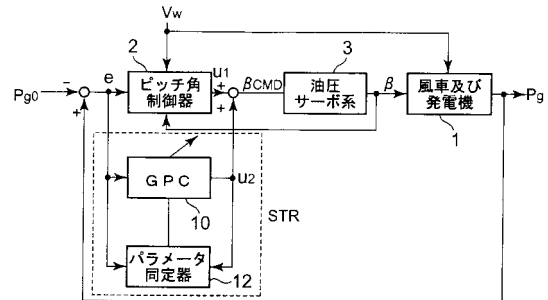 Vw
2
3
Pg0
−
+
e
ピッチ角
制御器
u1
+
+
βCMD
油圧
サーボ系
β
風車及び
発電機
Pg
1
GPC
u2
10
STR
パラメータ
同定器
12